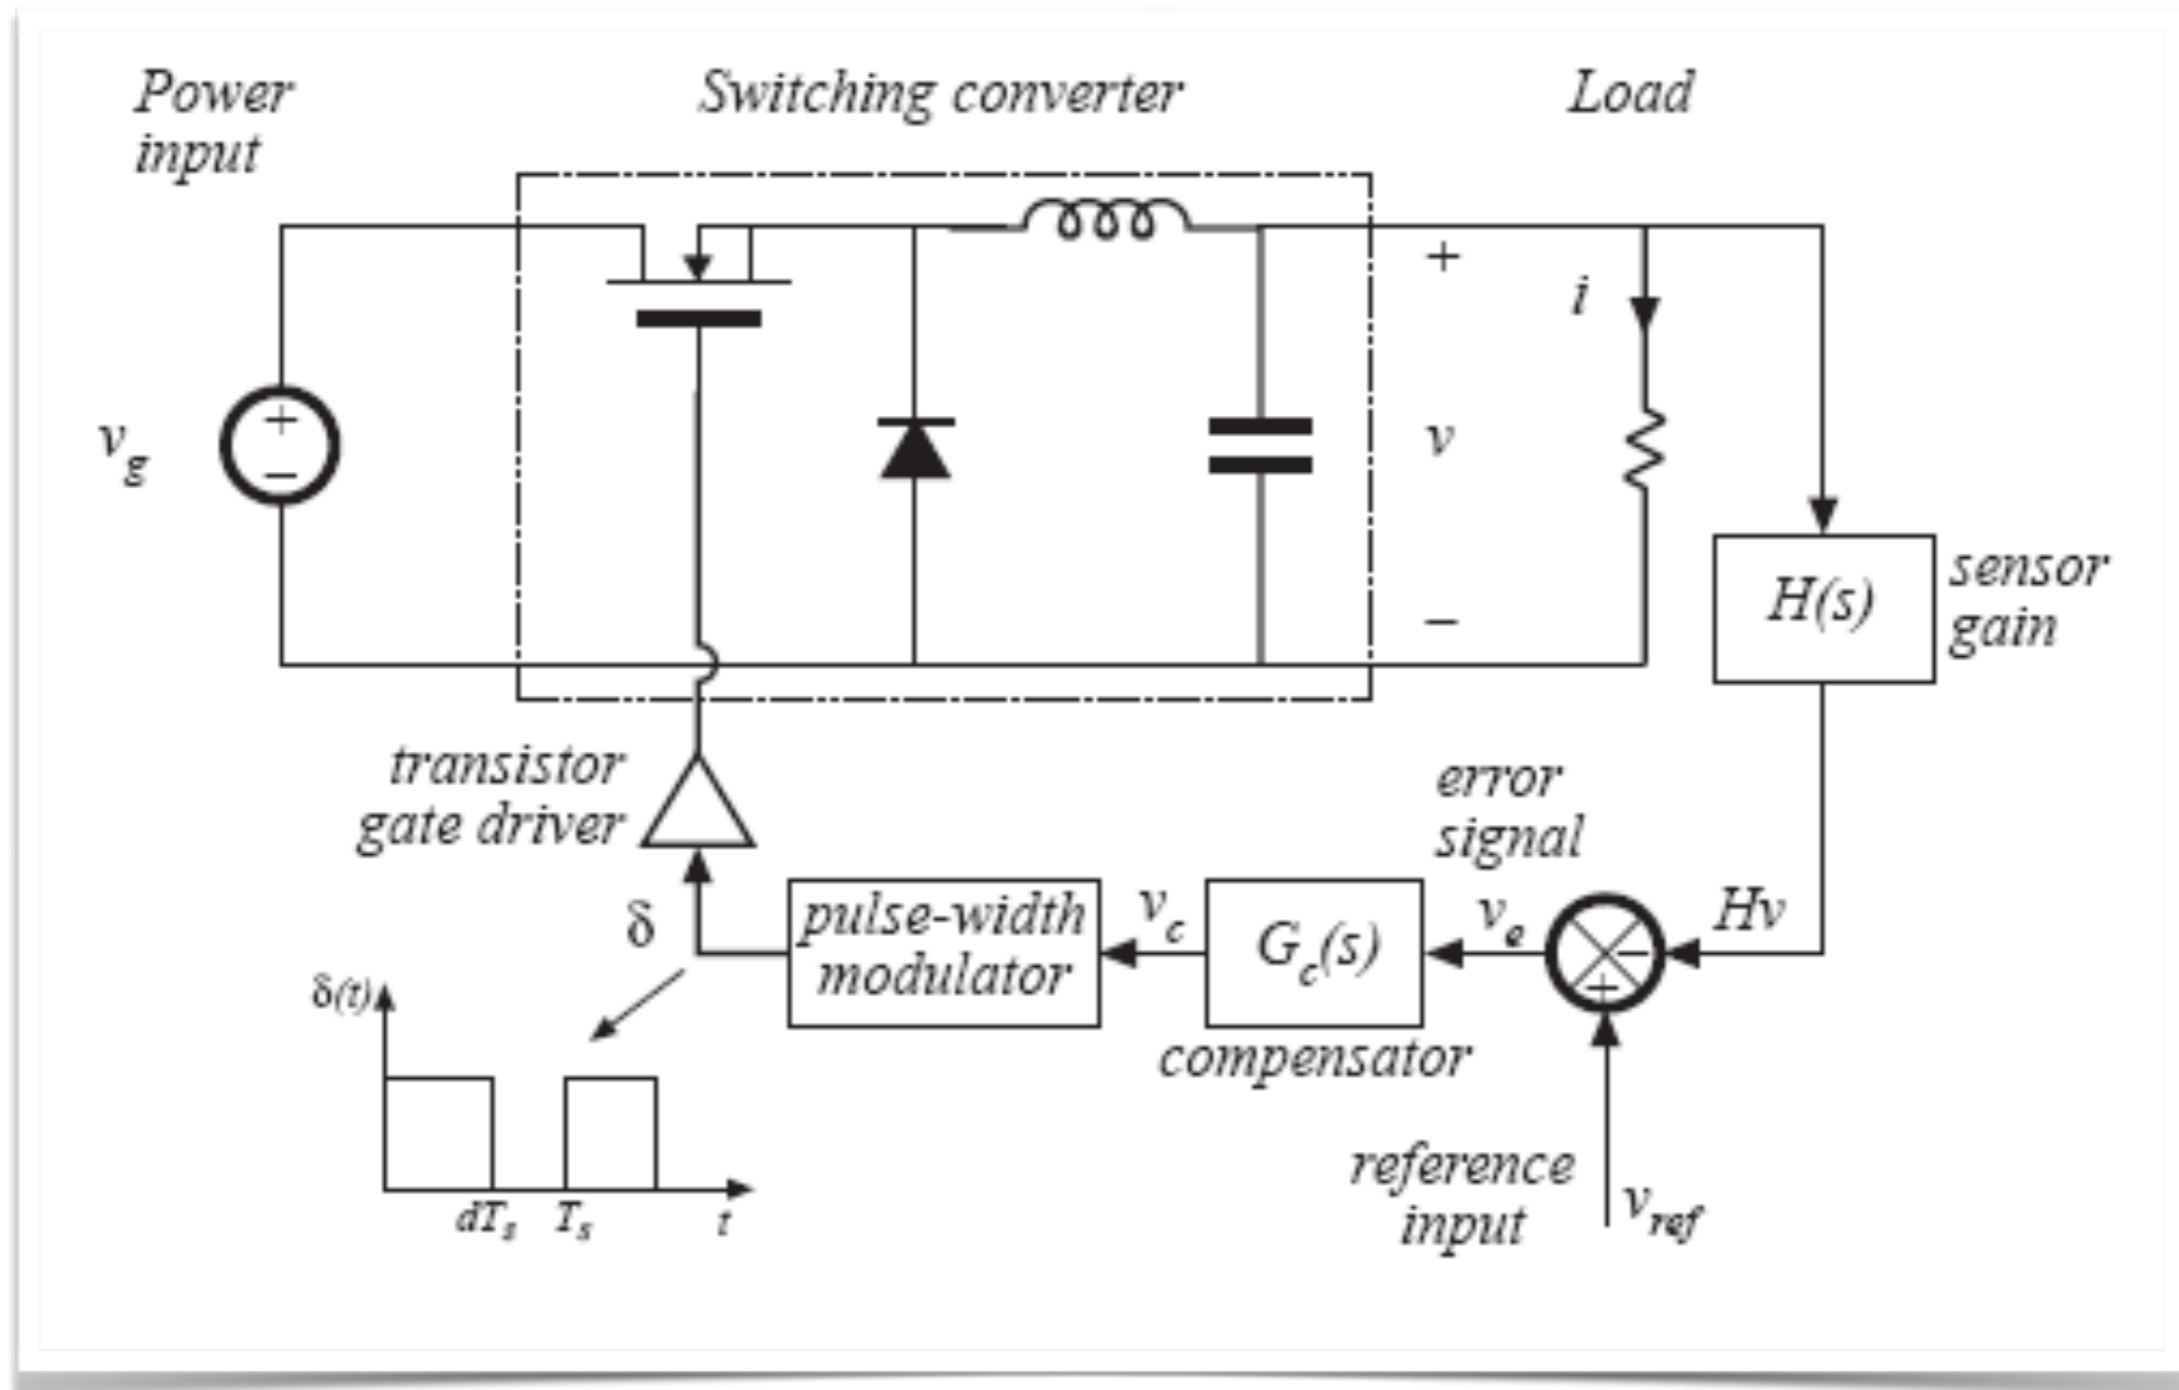 Power
input
Switching converter
Load
+
i
v_g
+
−
v
−
H(s)
sensor
gain
transistor
gate driver
error
signal
δ
pulse-width
modulator
v_c
G_c(s)
v_e
−
+
Hv
compensator
δ(t)
dT_s
T_s
t
reference
input
v_ref